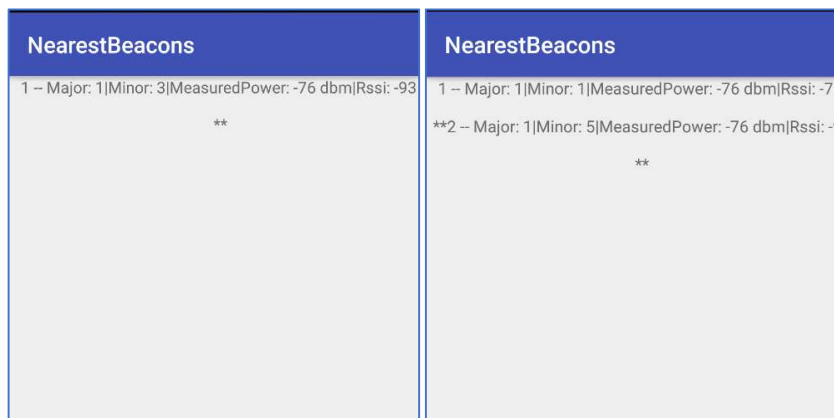 NearestBeacons
1 -- Major: 1|Minor: 3|MeasuredPower: -76 dbm|Rssi: -93
**
NearestBeacons
1 -- Major: 1|Minor: 1|MeasuredPower: -76 dbm|Rssi: -7
**2 -- Major: 1|Minor: 5|MeasuredPower: -76 dbm|Rssi: -
**